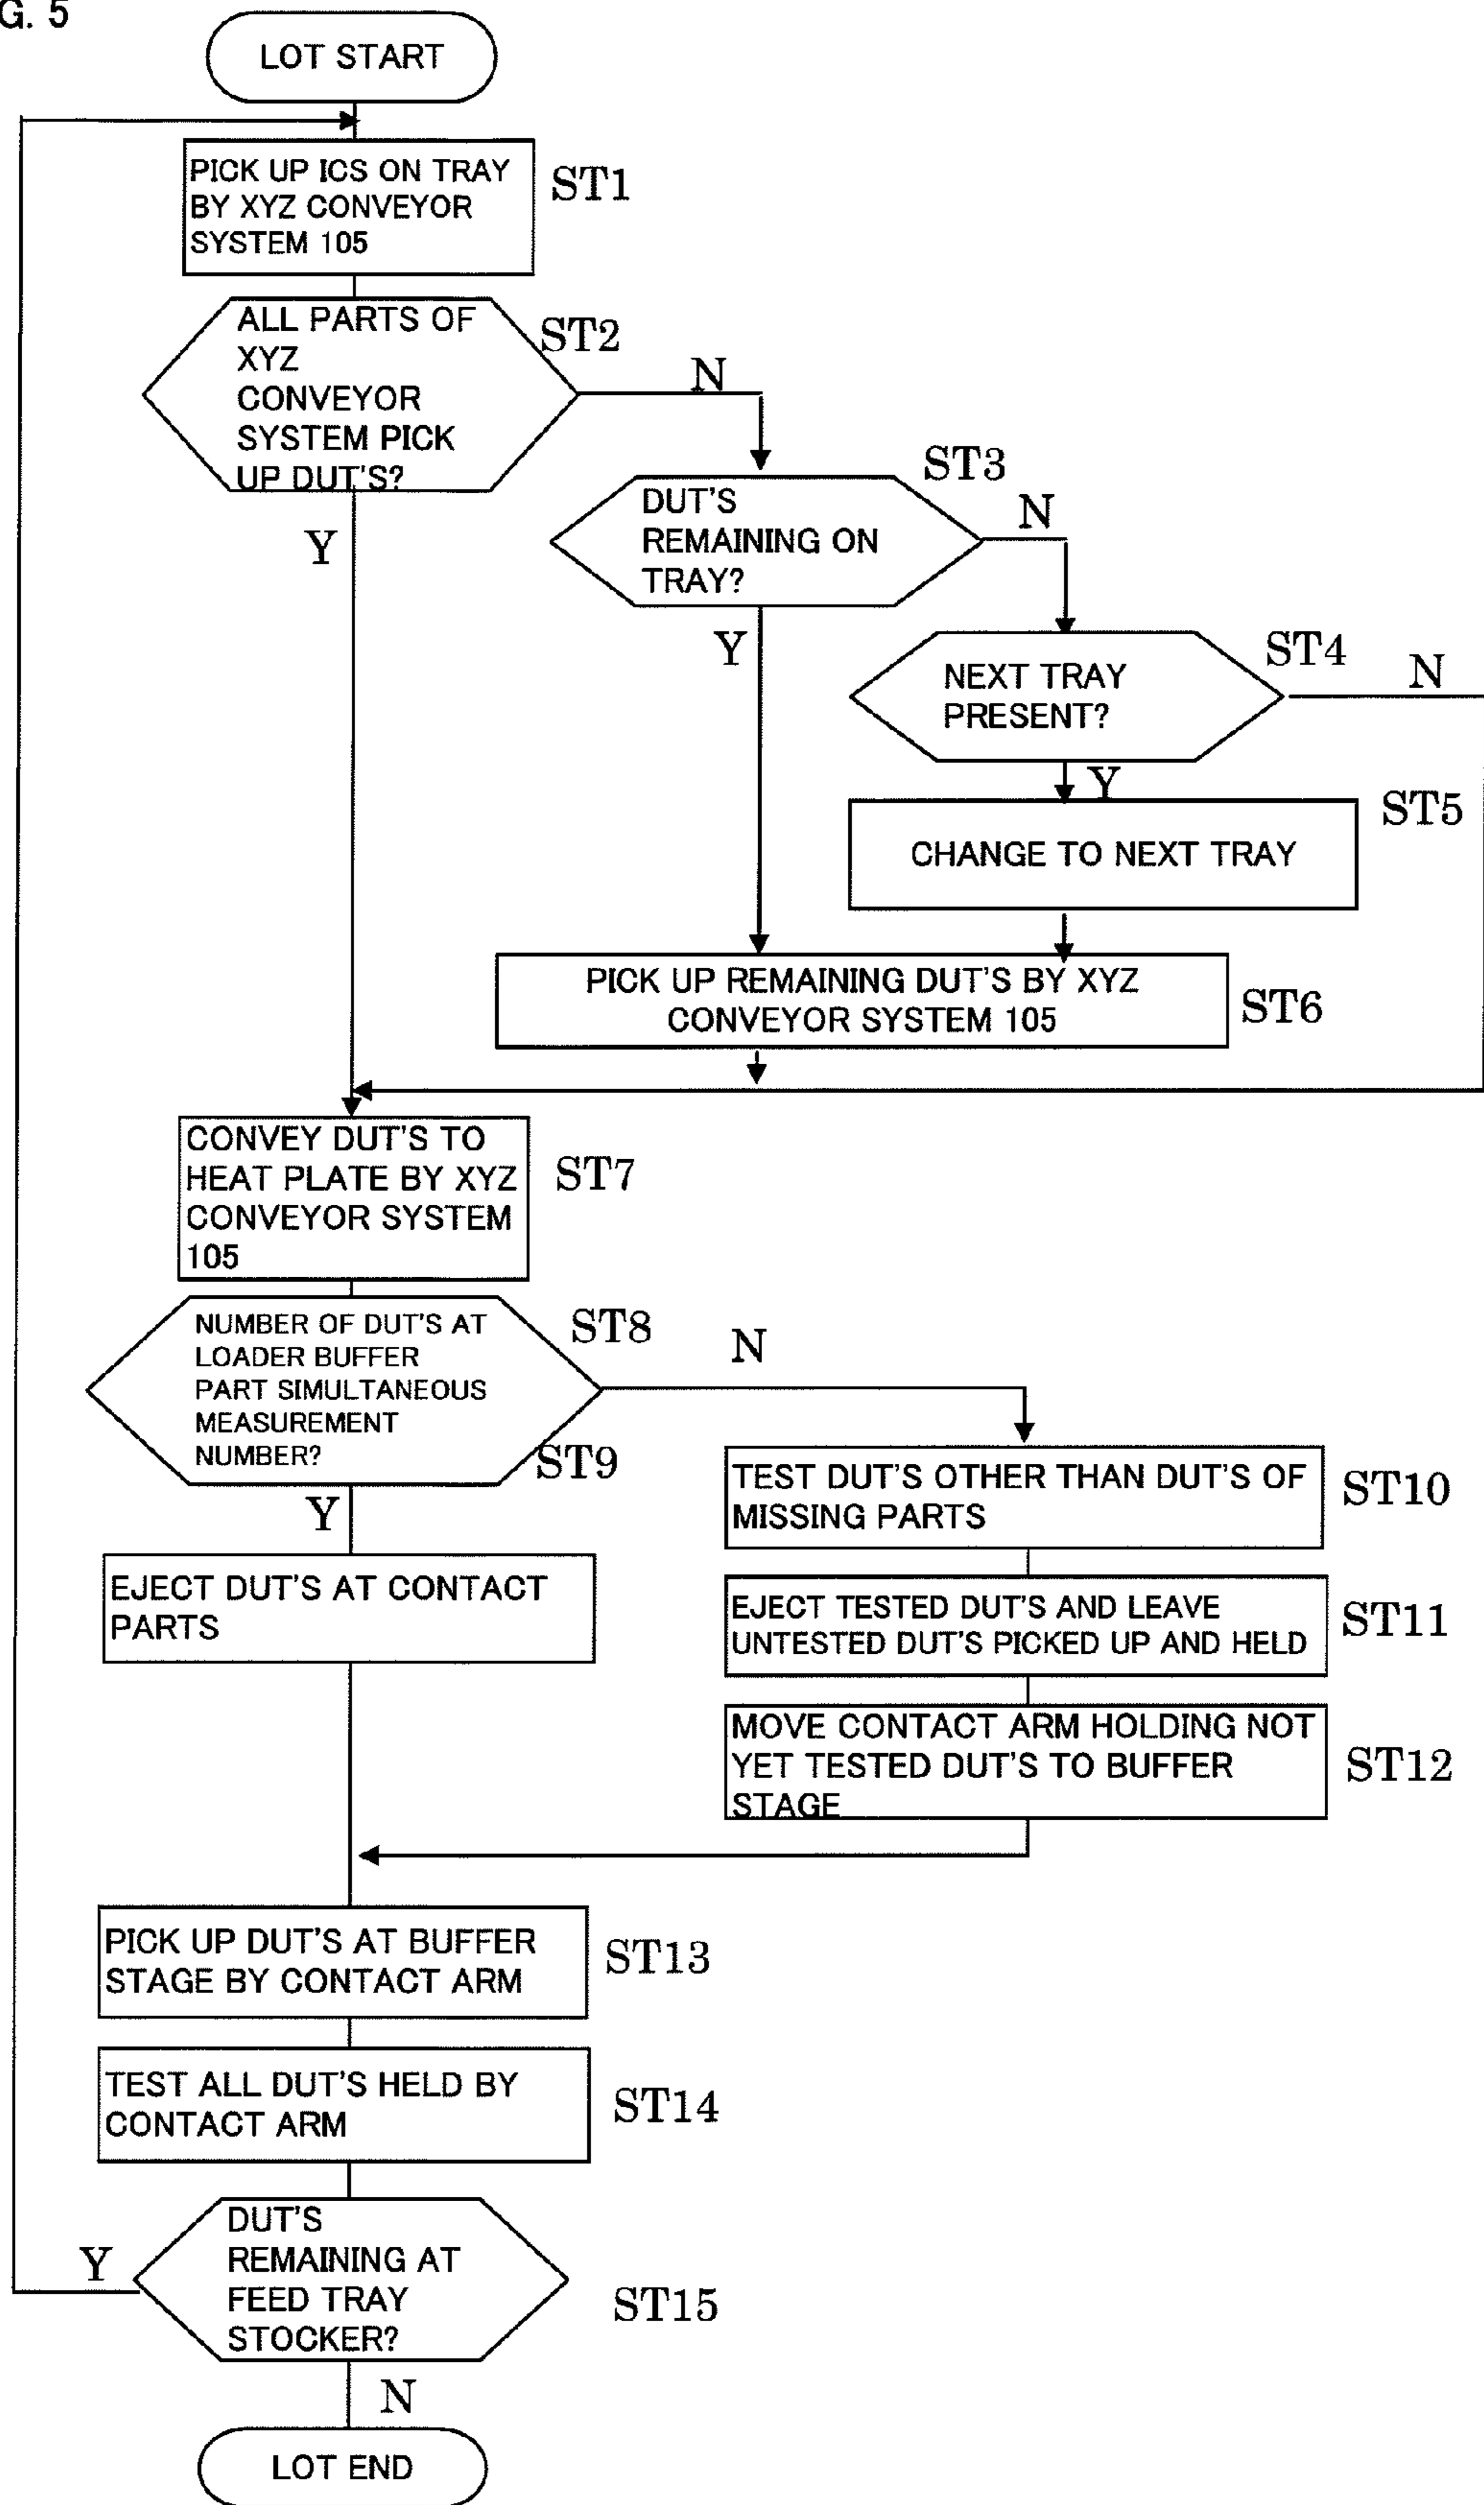 G. 5
LOT START
PICK UP ICS ON TRAY
BY XYZ CONVEYOR
SYSTEM 105
ST1
ALL PARTS OF
XYZ
CONVEYOR
SYSTEM PICK
UP DUT'S?
ST2
N
Y
DUT'S
REMAINING ON
TRAY?
ST3
N
Y
NEXT TRAY
PRESENT?
ST4
N
Y
CHANGE TO NEXT TRAY
ST5
PICK UP REMAINING DUT'S BY XYZ
CONVEYOR SYSTEM 105
ST6
CONVEY DUT'S TO
HEAT PLATE BY XYZ
CONVEYOR SYSTEM
105
ST7
NUMBER OF DUT'S AT
LOADER BUFFER
PART SIMULTANEOUS
MEASUREMENT
NUMBER?
ST8
N
ST9
Y
EJECT DUT'S AT CONTACT
PARTS
TEST DUT'S OTHER THAN DUT'S OF
MISSING PARTS
ST10
EJECT TESTED DUT'S AND LEAVE
UNTESTED DUT'S PICKED UP AND HELD
ST11
MOVE CONTACT ARM HOLDING NOT
YET TESTED DUT'S TO BUFFER
STAGE
ST12
PICK UP DUT'S AT BUFFER
STAGE BY CONTACT ARM
ST13
TEST ALL DUT'S HELD BY
CONTACT ARM
ST14
DUT'S
REMAINING AT
FEED TRAY
STOCKER?
ST15
Y
N
LOT END